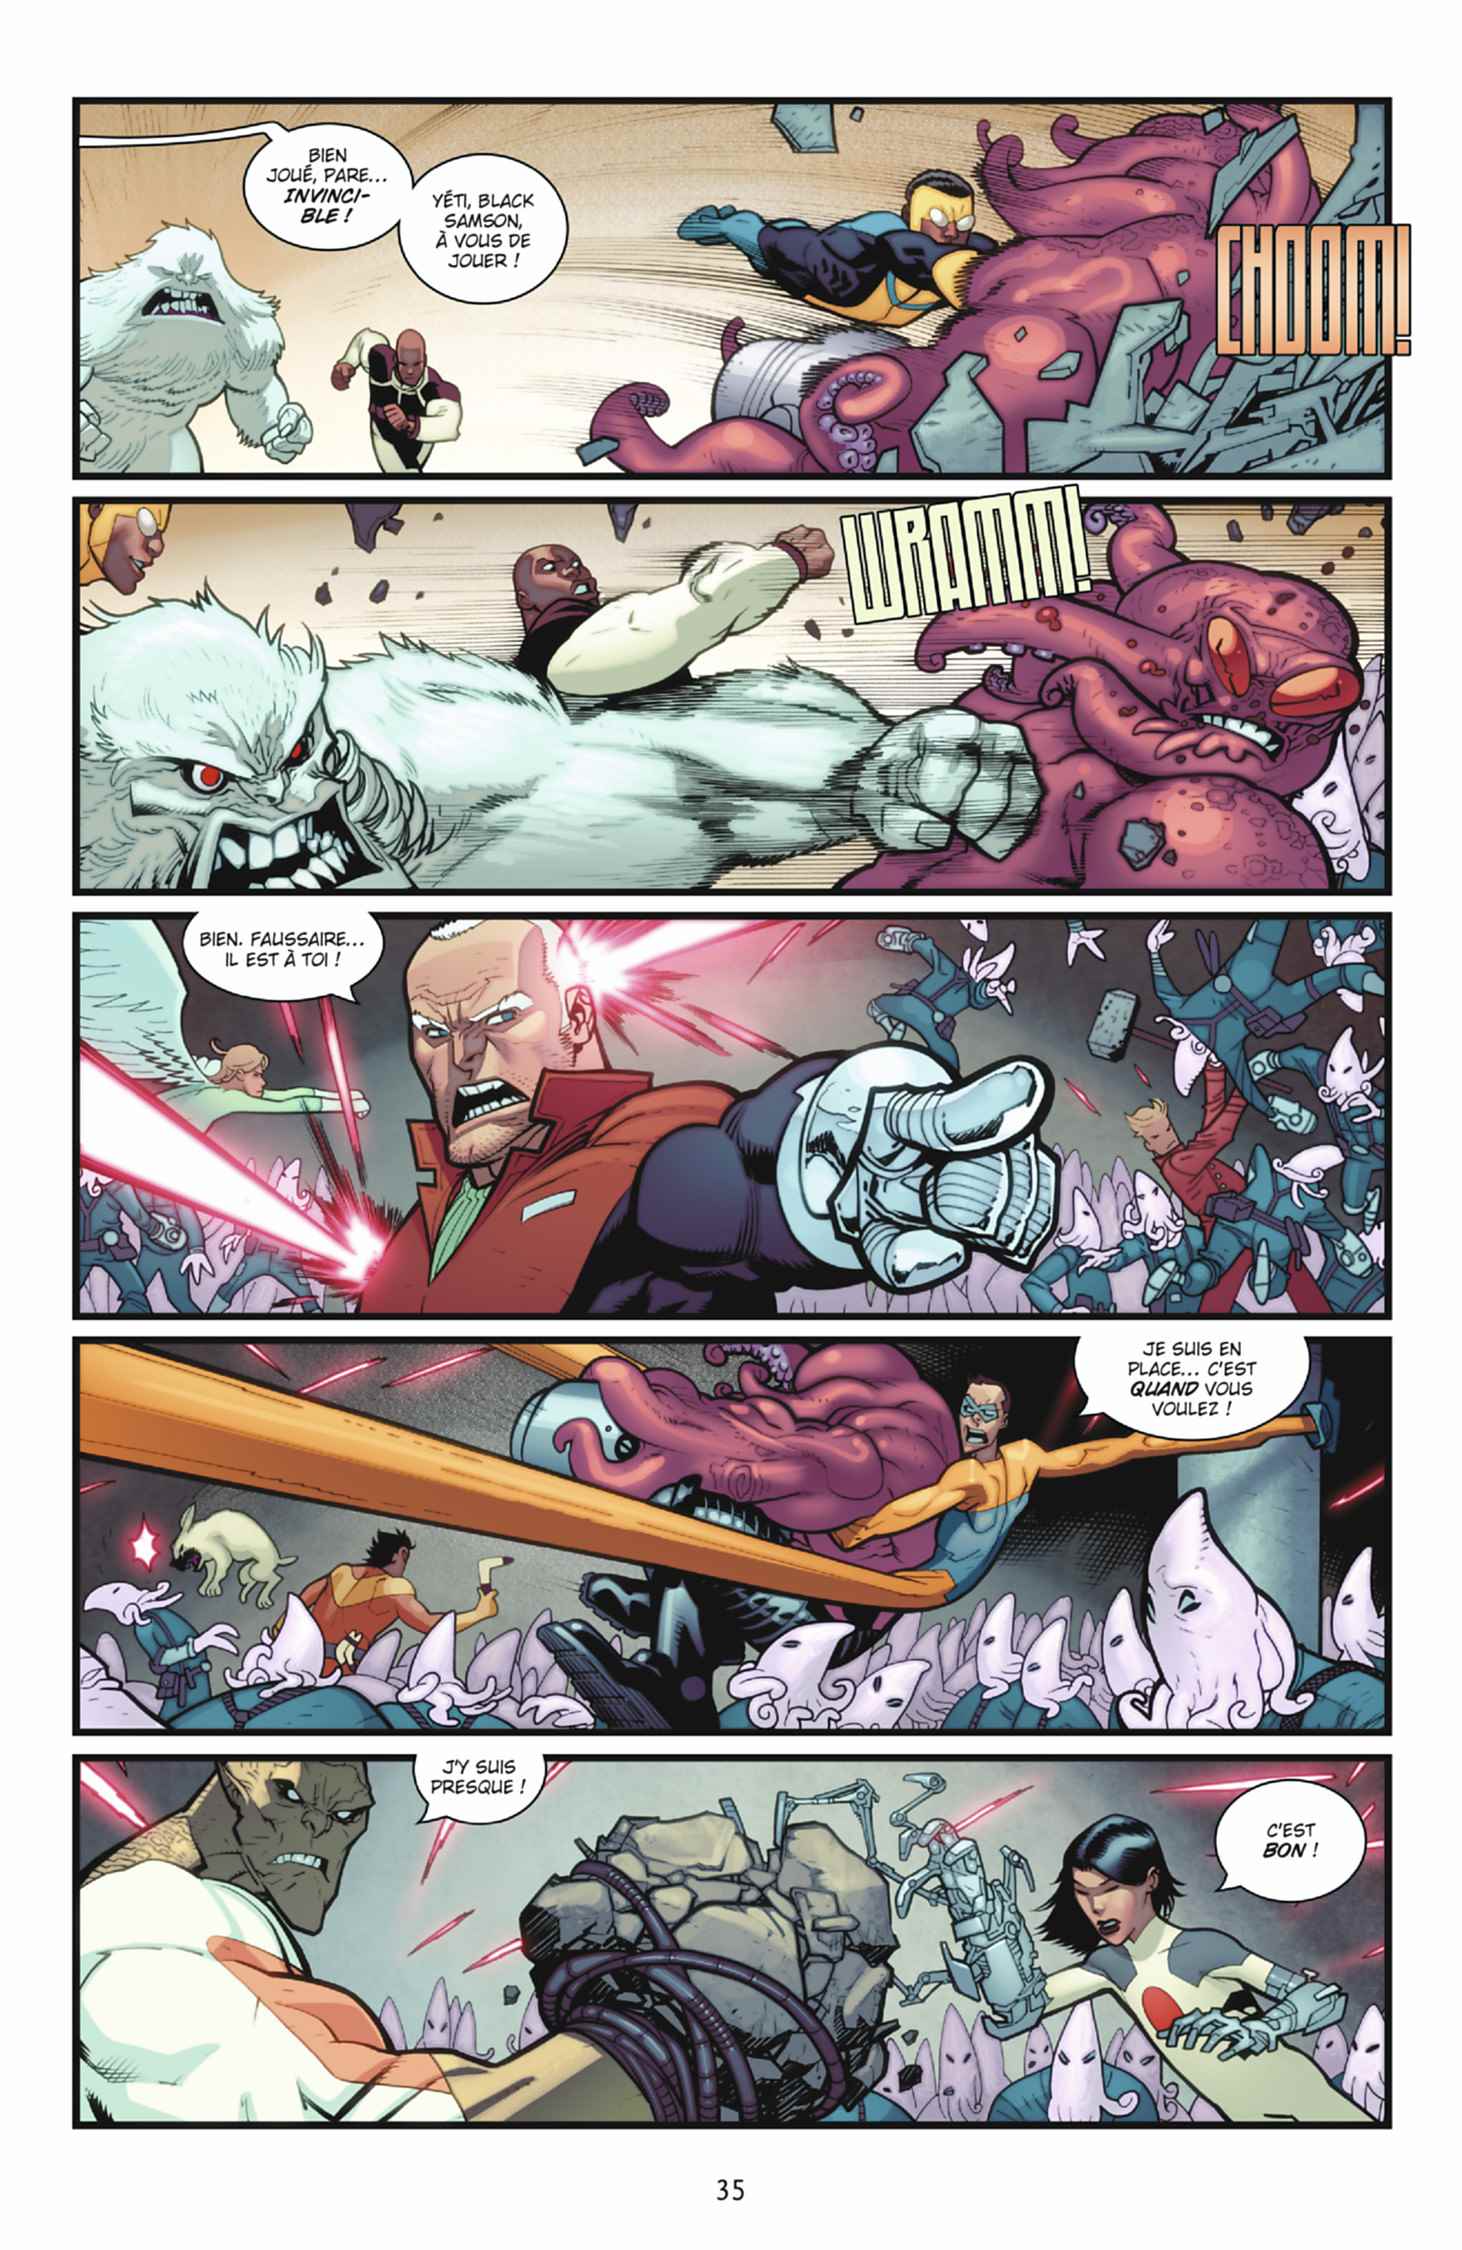 BIEN
JOUÉ, PARE...
INVINCI-
BLE !
YÉTI, BLACK
SAMSON,
À VOUS DE
JOUER !
CHOOM!
WRAMM!
BIEN. FAUSSAIRE...
IL EST À TOI !
JE SUIS EN
PLACE... C'EST
QUAND VOUS
VOULEZ !
J'Y SUIS
PRESQUE !
C'EST
BON !
35